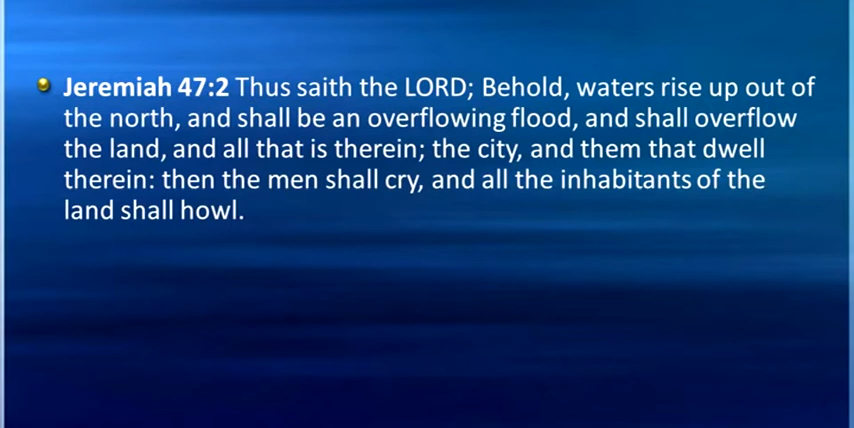 Jeremiah 47:2 Thus saith the LORD; Behold, waters rise up out of
the north, and shall be an overflowing flood, and shall overflow
the land, and all that is therein; the city, and them that dwell
therein: then the men shall cry, and all the inhabitants of the
land shall howl.